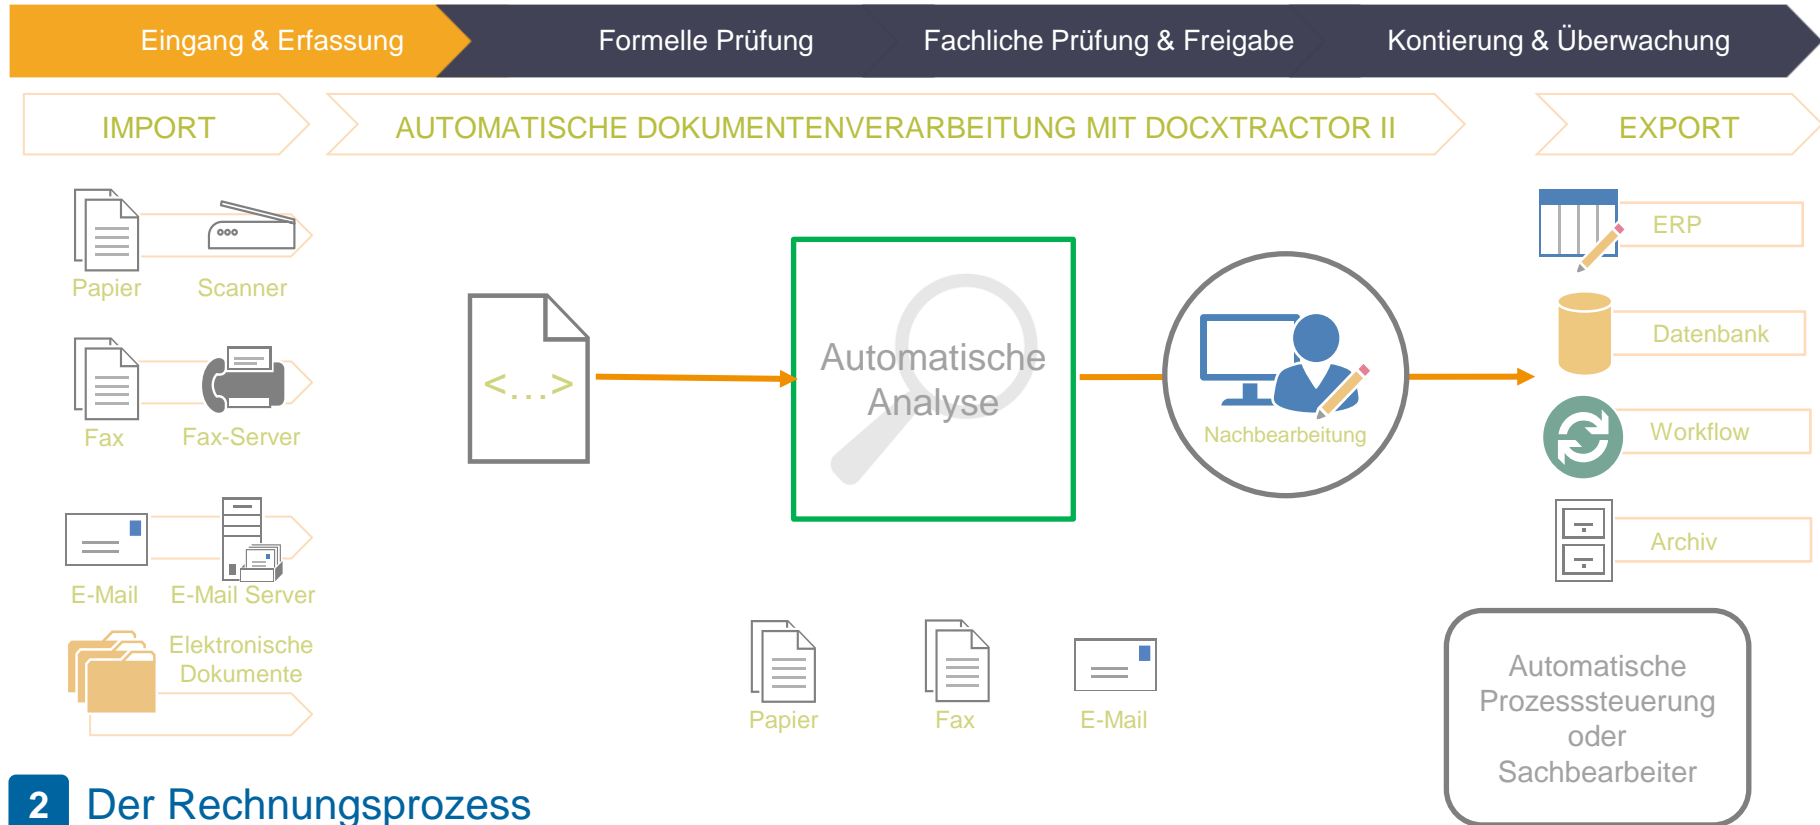 Eingang & Erfassung
Formelle Prüfung
Fachliche Prüfung & Freigabe
Kontierung & Überwachung
IMPORT
AUTOMATISCHE DOKUMENTENVERARBEITUNG MIT DOCXTRACTOR II
EXPORT
Papier
Scanner
Fax
Fax-Server
E-Mail
E-Mail Server
Elektronische
Dokumente
<...>
Automatische
Analyse
Nachbearbeitung
ERP
Datenbank
Workflow
Archiv
Papier
Fax
E-Mail
Automatische
Prozesssteuerung
oder
Sachbearbeiter
2 Der Rechnungsprozess